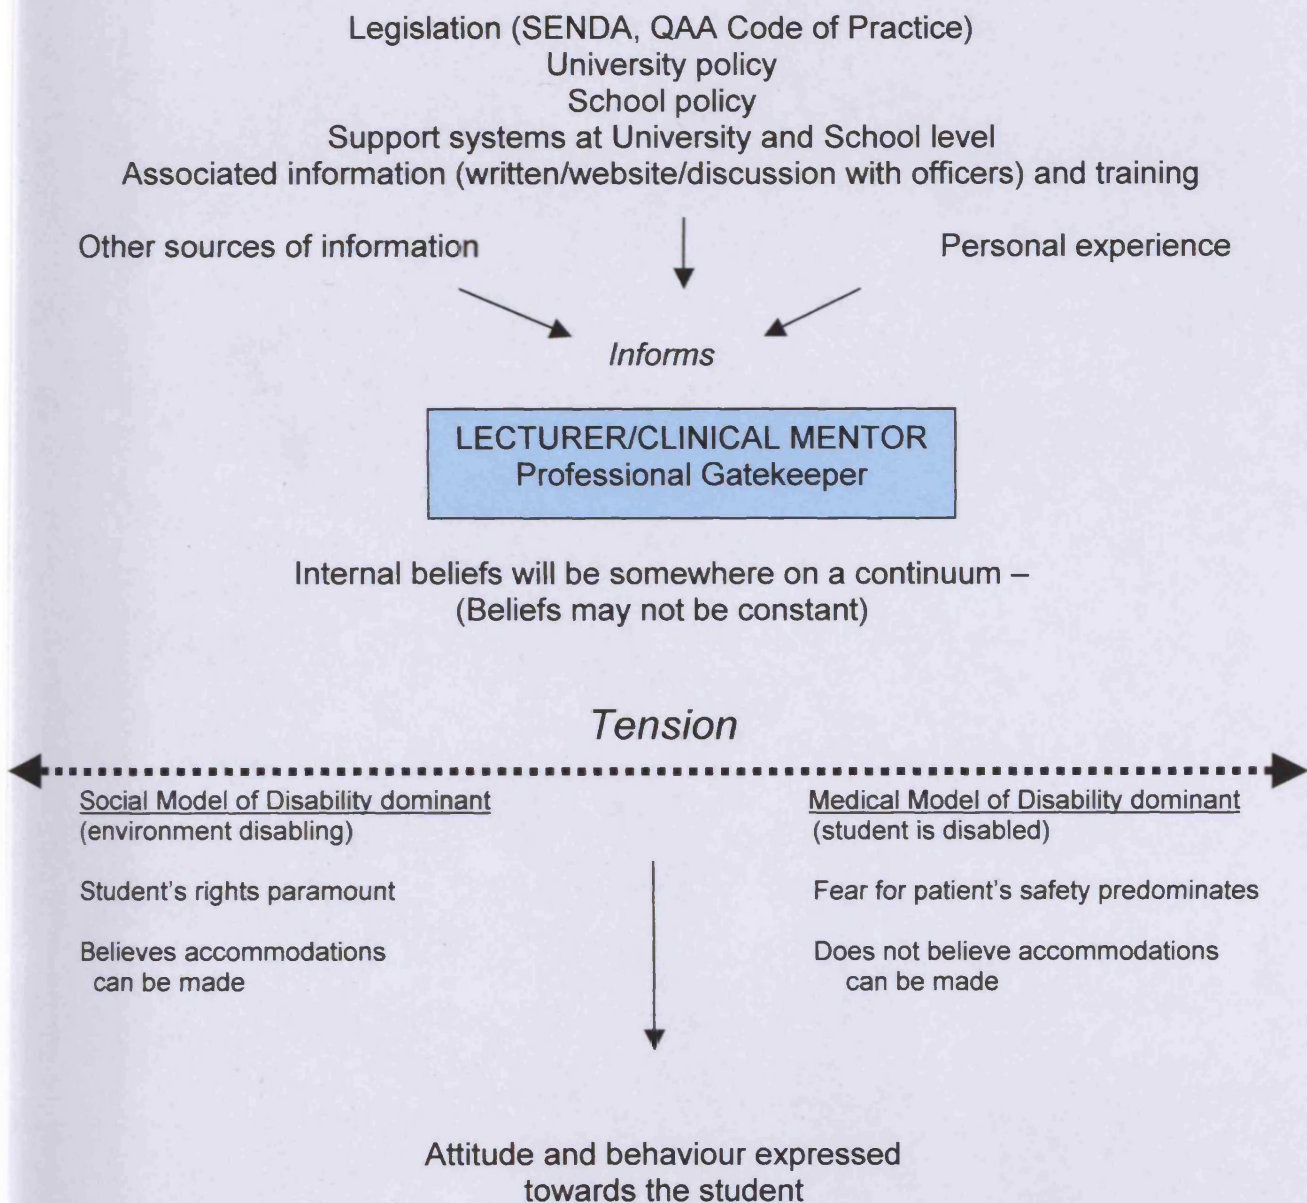 Legislation (SENDA, QAA Code of Practice)
University policy
School policy
Support systems at University and School level
Associated information (written/website/discussion with officers) and training
Other sources of information
Personal experience
Informs
LECTURER/CLINICAL MENTOR
Professional Gatekeeper
Internal beliefs will be somewhere on a continuum –
(Beliefs may not be constant)
Tension
Social Model of Disability dominant
(environment disabling)
Student's rights paramount
Believes accommodations
can be made
Medical Model of Disability dominant
(student is disabled)
Fear for patient's safety predominates
Does not believe accommodations
can be made
Attitude and behaviour expressed
towards the student